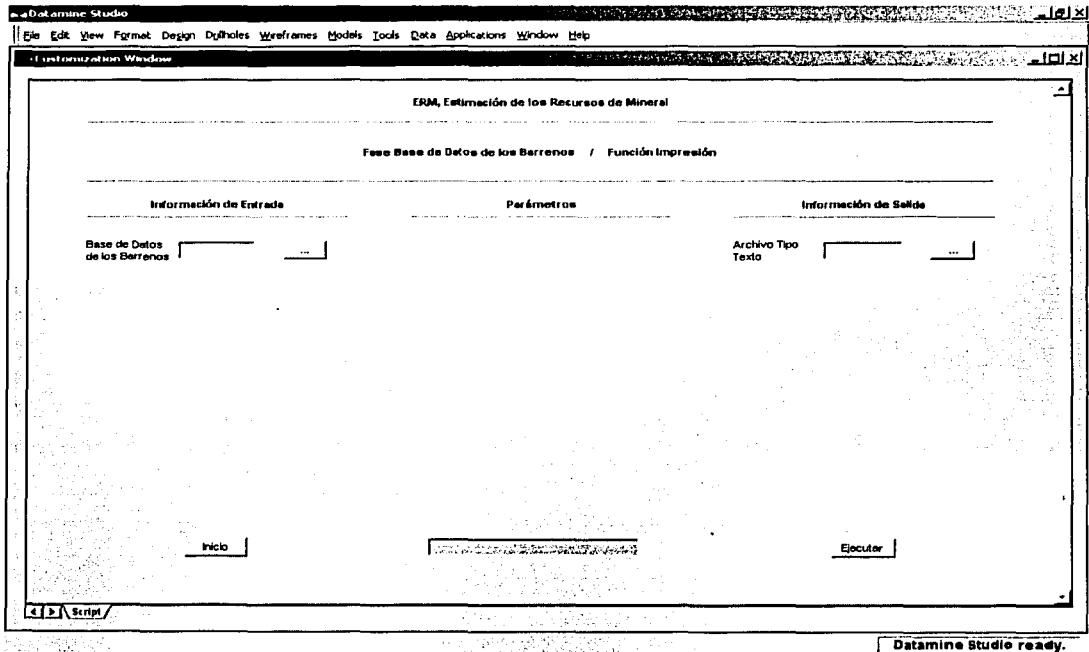 Datamine Studio
File Edit View Format Design Drillholes Wireframes Models Tools Data Applications Window Help
Customization Window
ERM, Estimación de los Recursos de Mineral
Fase Base de Datos de los Barrenos / Función Impresión
Información de Entrada Parámetros Información de Salida
Base de Datos de los Barrenos ...
Archivo Tipo Texto ...
Inicio Ejecutar
Script
Datamine Studio ready.